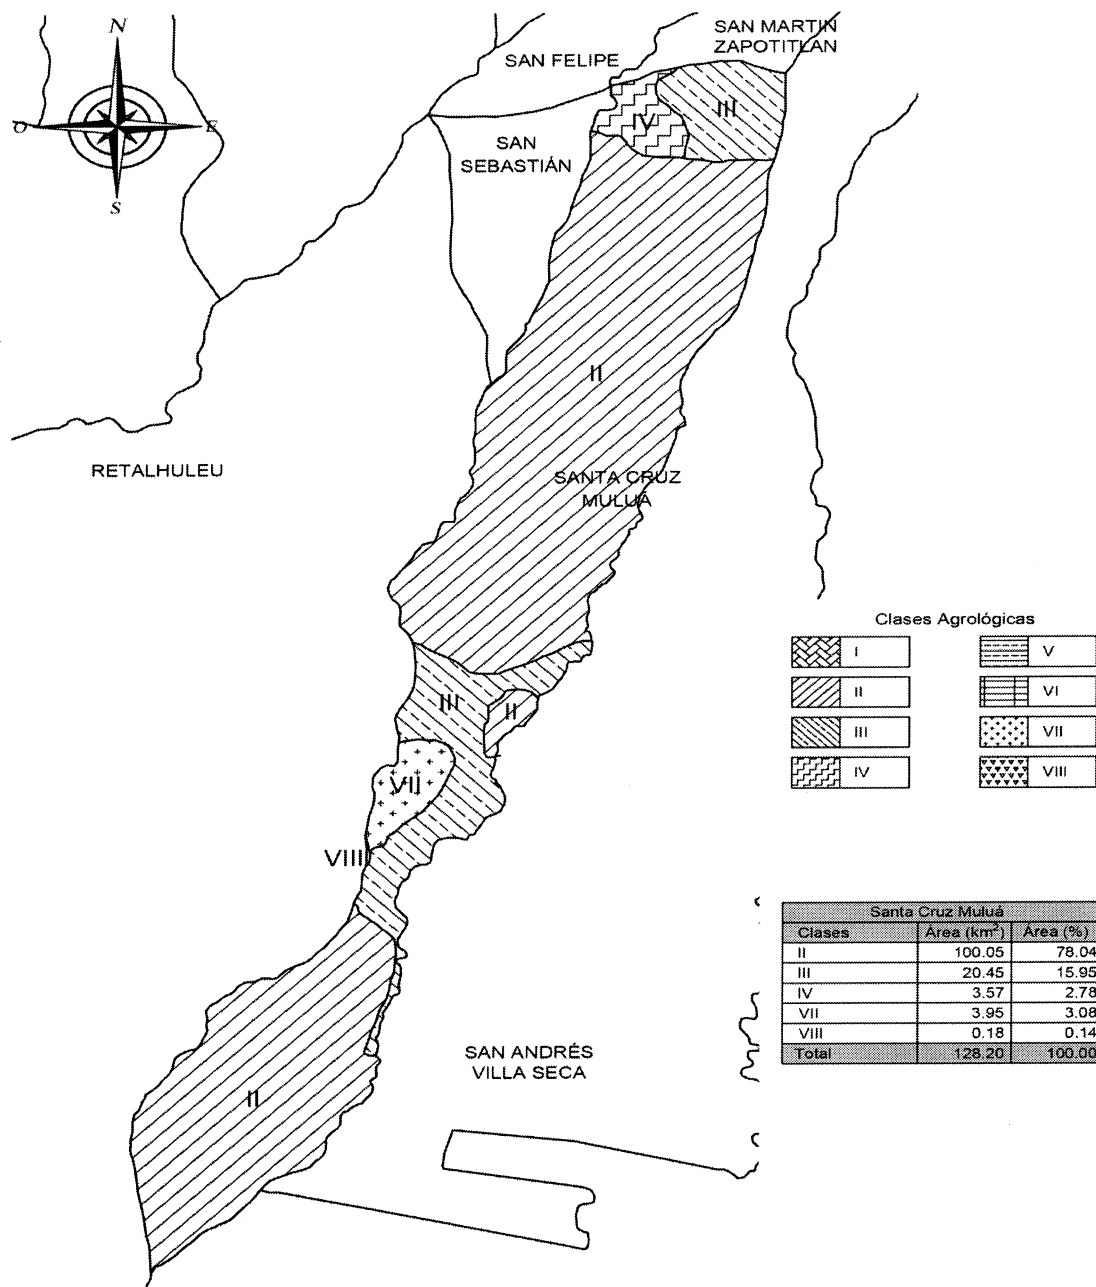 N
O
E
S
SAN MARTIN
ZAPOTITLAN
SAN FELIPE
III
IV
SAN
SEBASTIÁN
II
RETALHULEU
SANTA CRUZ
MULUÁ
III
II
VII
VIII
II
SAN ANDRÉS
VILLA SECA
Clases Agrológicas
I
V
II
VI
III
VII
IV
VIII
Santa Cruz Muluá
Clases Área (km²) Área (%)
II 100.05 78.04
III 20.45 15.95
IV 3.57 2.78
VII 3.95 3.08
VIII 0.18 0.14
Total 128.20 100.00